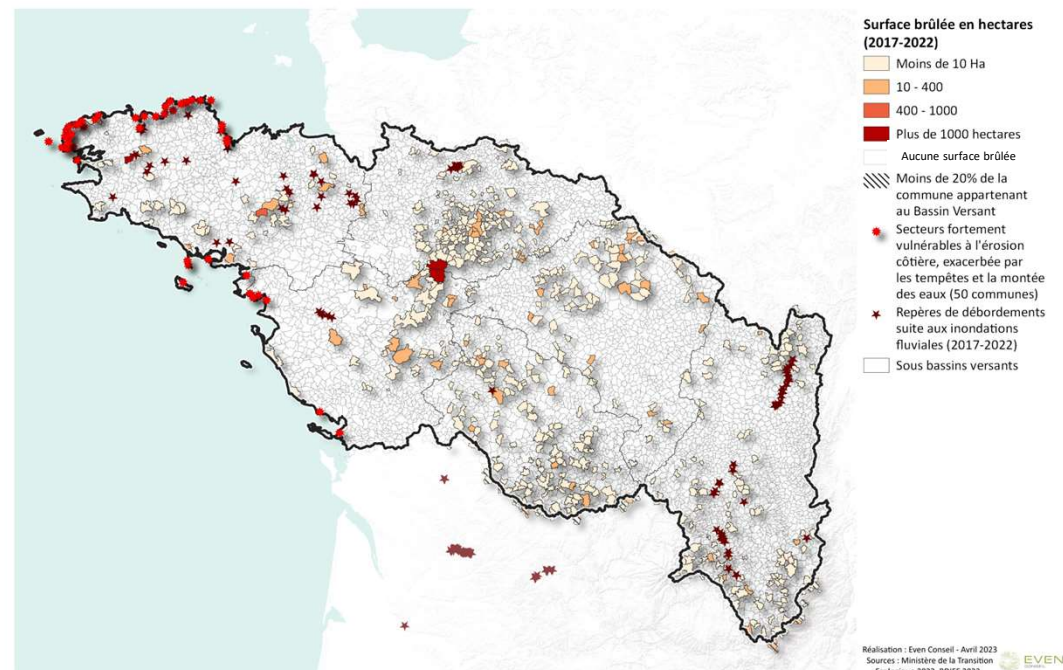 Surface brûlée en hectares
(2017-2022)
Moins de 10 Ha
10 - 400
400 - 1000
Plus de 1000 hectares
Aucune surface brûlée
Moins de 20% de la
commune appartenant
au Bassin Versant
Secteurs fortement
vulnérables à l'érosion
côtière, exacerbée par
les tempêtes et la montée
des eaux (50 communes)
Repères de débordements
suite aux inondations
fluviales (2017-2022)
Sous bassins versants
Réalisation : Even Conseil - Avril 2023
Sources : Ministère de la Transition
EVEN